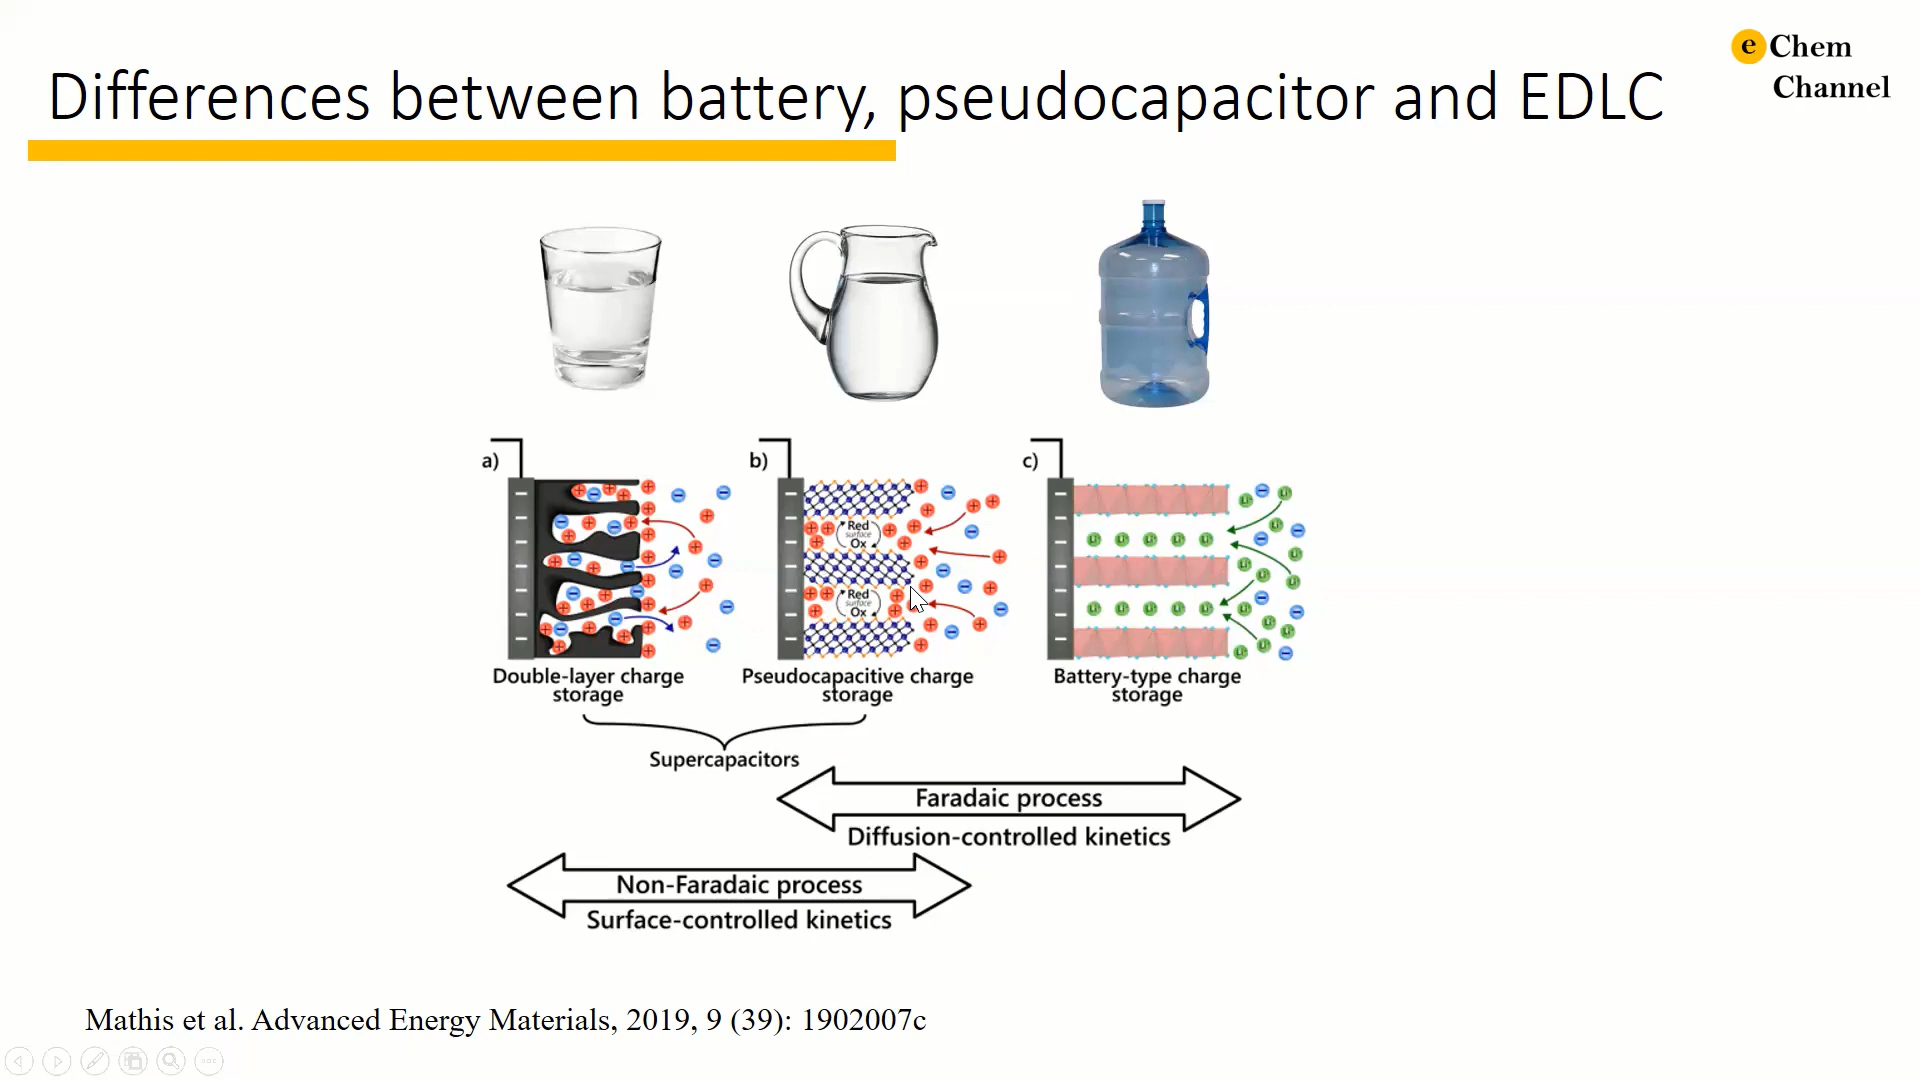 e Chem
Channel
Differences between battery, pseudocapacitor and EDLC
a)
b)
c)
Red
surface
Ox
Red
surface
Ox
Double-layer charge
storage
Pseudocapacitive charge
storage
Battery-type charge
storage
Supercapacitors
Faradaic process
Diffusion-controlled kinetics
Non-Faradaic process
Surface-controlled kinetics
Mathis et al. Advanced Energy Materials, 2019, 9 (39): 1902007c